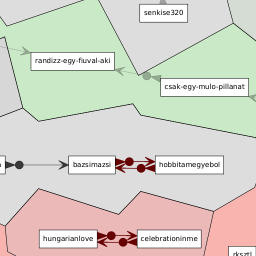 senkise320
randizz-egy-fiuval-aki
csak-egy-mulo-pillanat
bazsimazsi
hobbitamegyebol
hungarianlove
celebrationinme